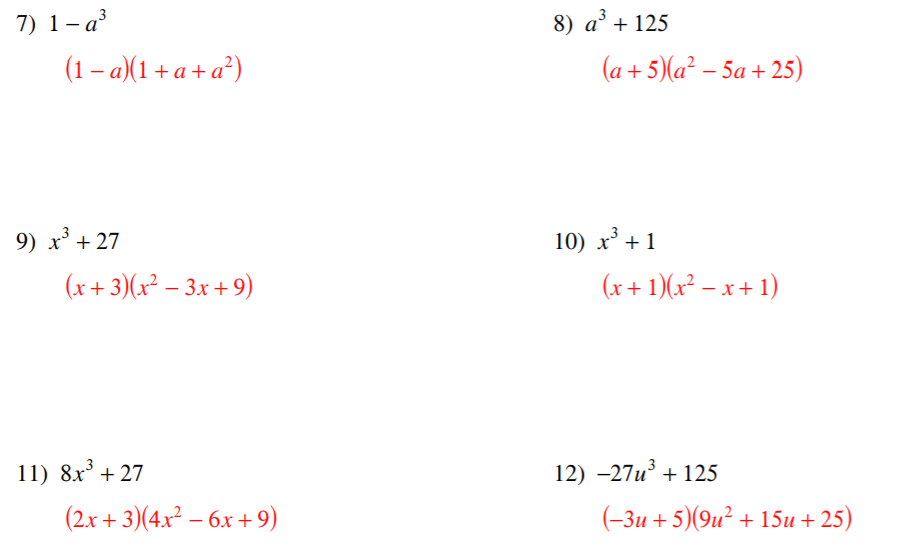 7) 1 − a³
(1 − a)(1 + a + a²)
8) a³ + 125
(a + 5)(a² − 5a + 25)
9) x³ + 27
(x + 3)(x² − 3x + 9)
10) x³ + 1
(x + 1)(x² − x + 1)
11) 8x³ + 27
(2x + 3)(4x² − 6x + 9)
12) −27u³ + 125
(−3u + 5)(9u² + 15u + 25)